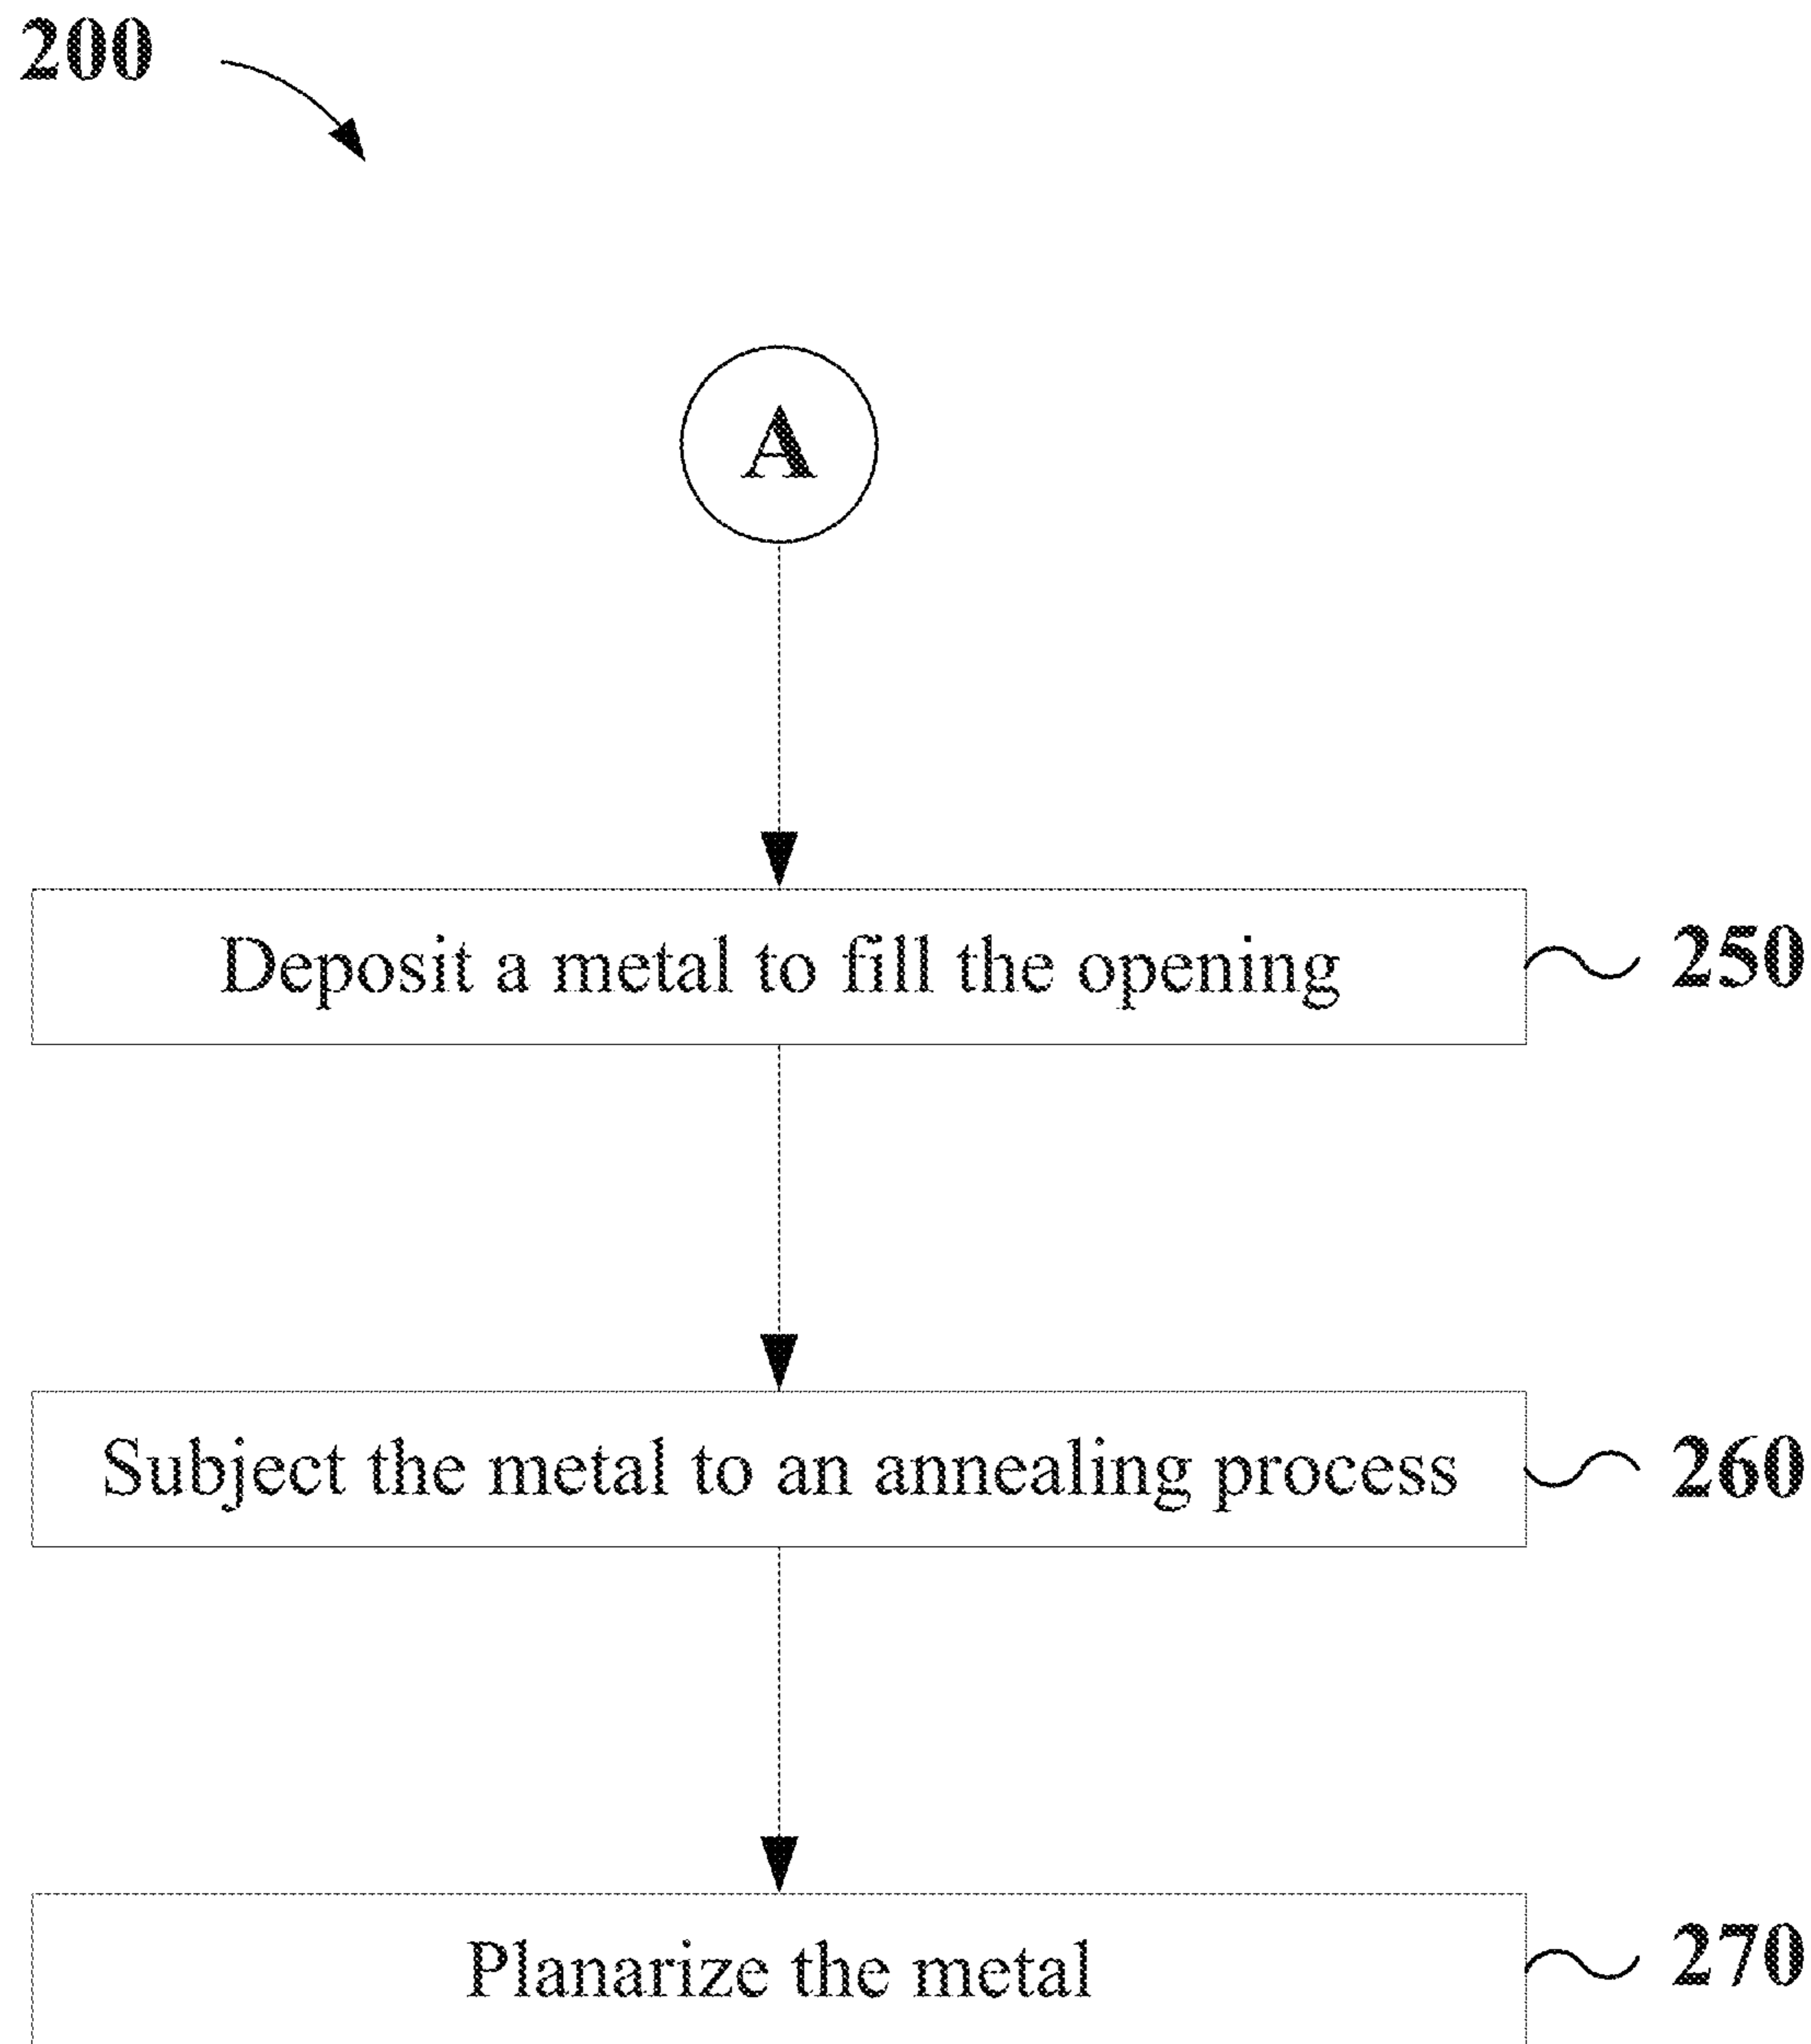 200
A
Deposit a metal to fill the opening 250
Subject the metal to an annealing process 260
Planarize the metal 270